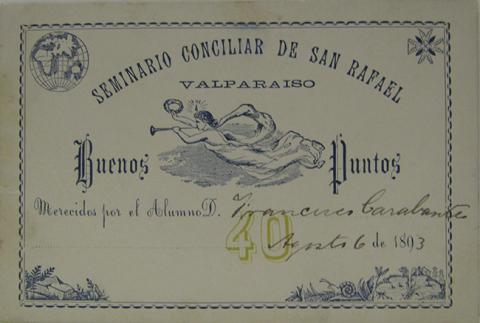 SEMINARIO CONCILIAR DE SAN RAFAEL
VALPARAISO
Buenos Puntos
Merecidos por el Alumno D. Francisco Carabantes
40
Agosto 6 de 1893